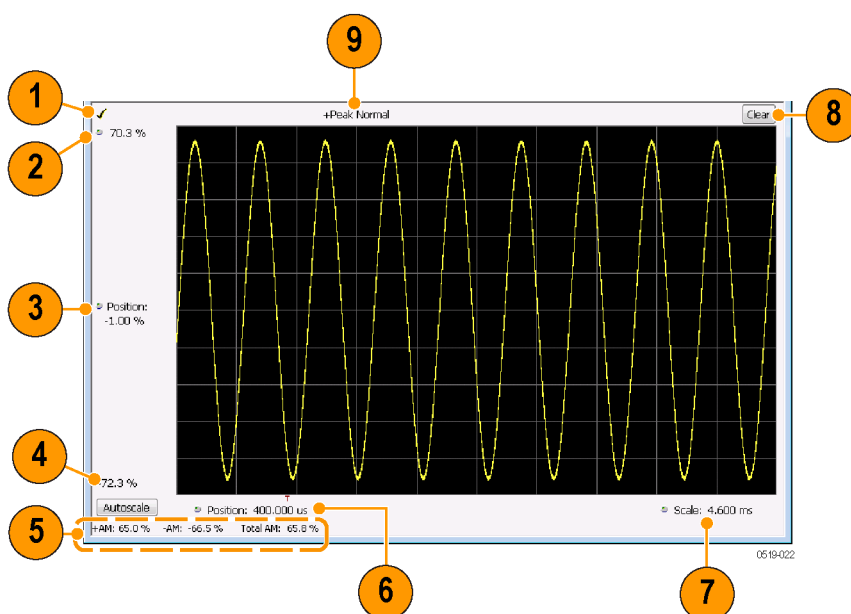 9
1
+Peak Normal
Clear
8
70.3 %
2
3
Position:
-1.00 %
4
-72.3 %
T
Autoscale
Position: 400.000 us
Scale: 4.600 ms
5
+AM: 65.0 % -AM: -66.5 % Total AM: 65.8 %
0519-022
6
7